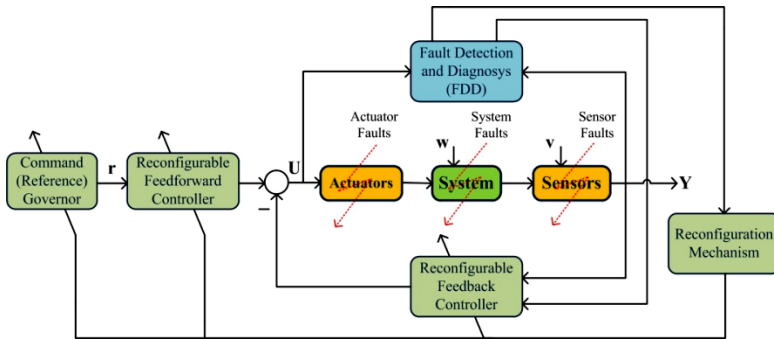 Fault Detection
and Diagnosys
(FDD)
Actuator
Faults
System
Faults
Sensor
Faults
w
v
Command
(Reference)
Governor
r
Reconfigurable
Feedforward
Controller
−
U
Actuators
System
Sensors
Y
Reconfigurable
Feedback
Controller
Reconfiguration
Mechanism